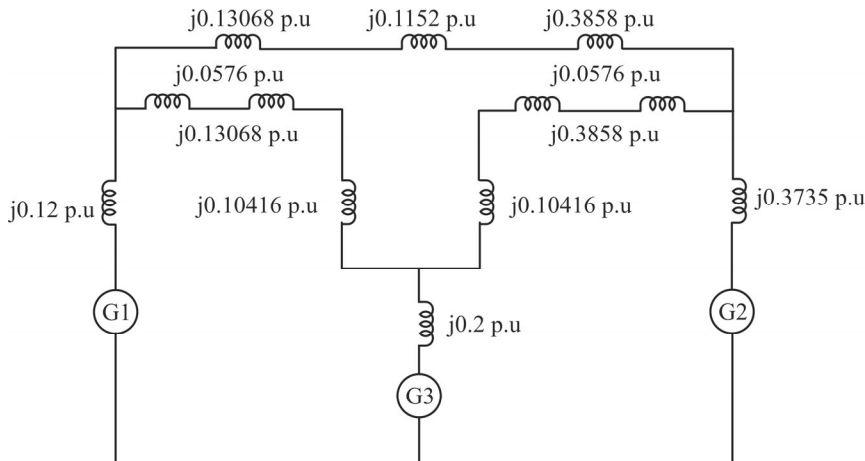 j0.13068 p.u j0.1152 p.u j0.3858 p.u
j0.0576 p.u j0.0576 p.u
j0.13068 p.u j0.3858 p.u
j0.12 p.u j0.10416 p.u j0.10416 p.u j0.3735 p.u
G1 G2
j0.2 p.u
G3